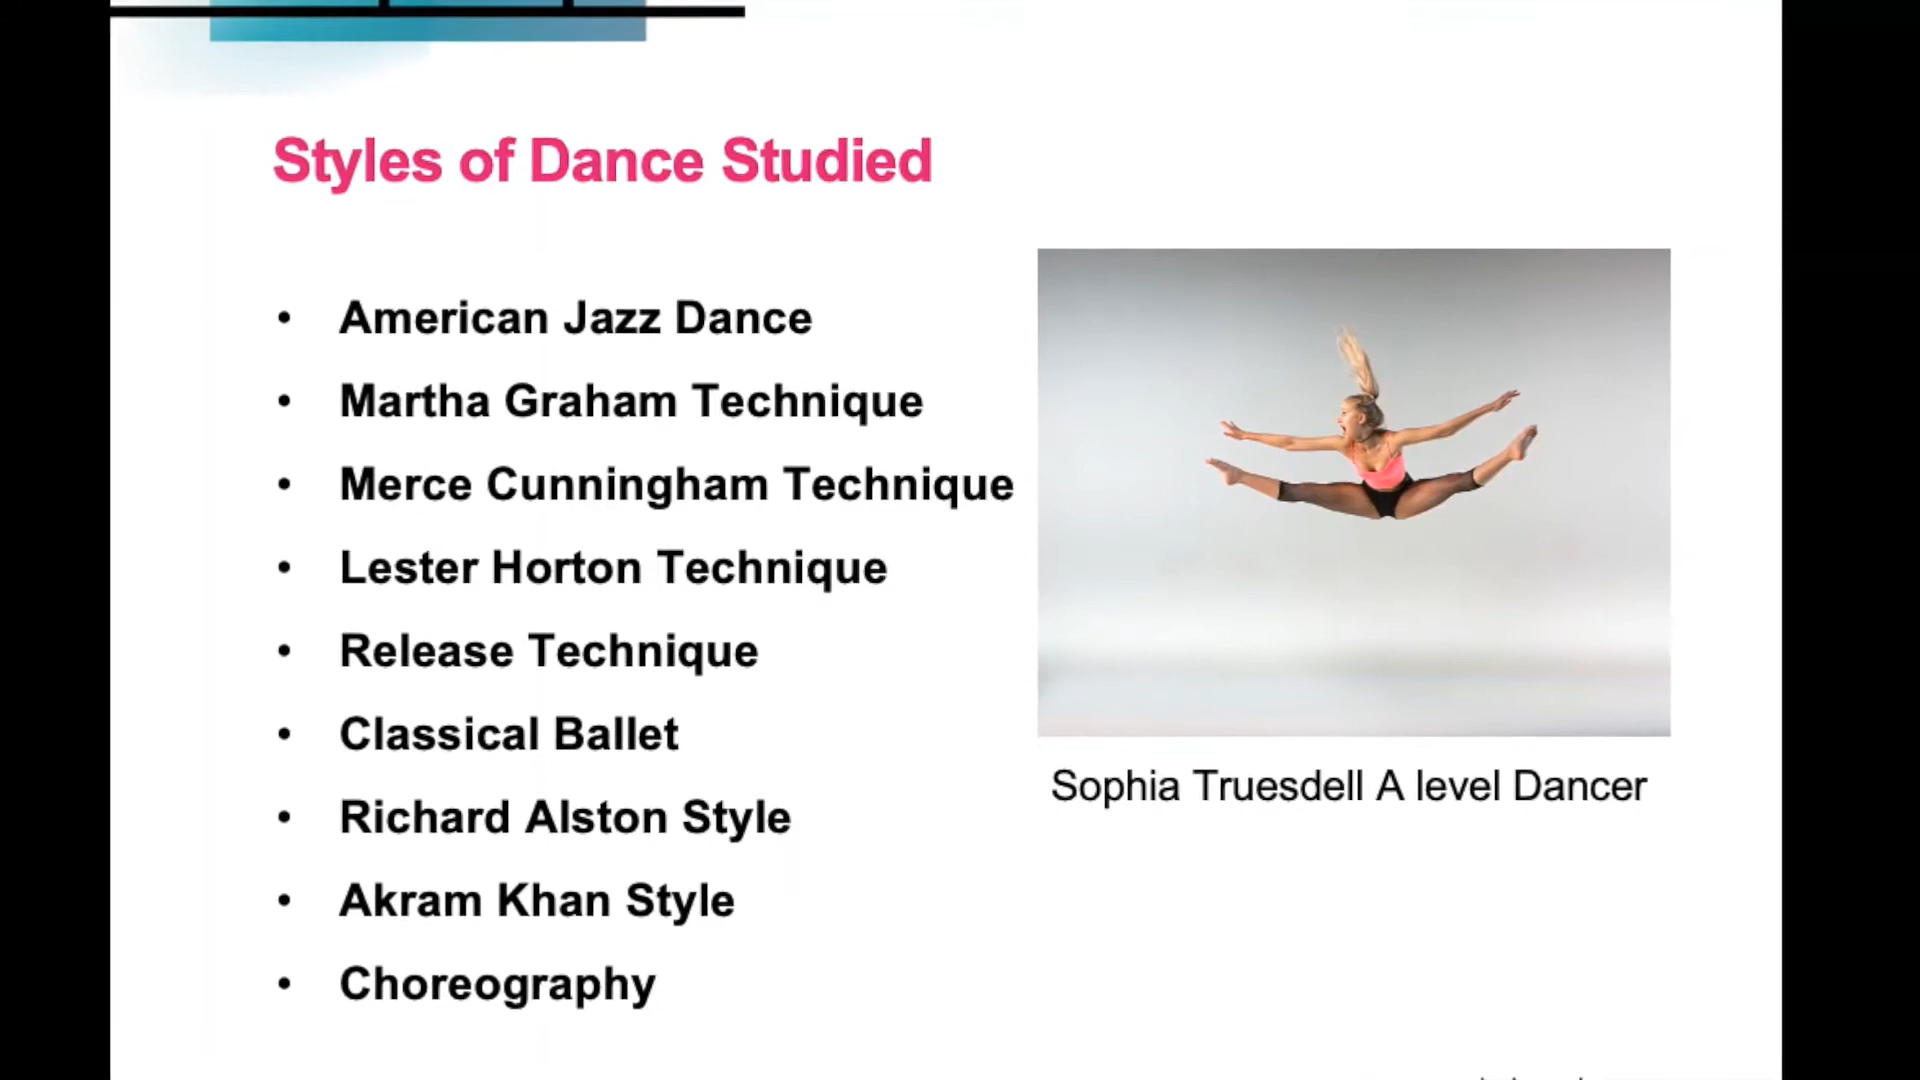 Styles of Dance Studied
• American Jazz Dance
• Martha Graham Technique
• Merce Cunningham Technique
• Lester Horton Technique
• Release Technique
• Classical Ballet
• Richard Alston Style
• Akram Khan Style
• Choreography
Sophia Truesdell A level Dancer